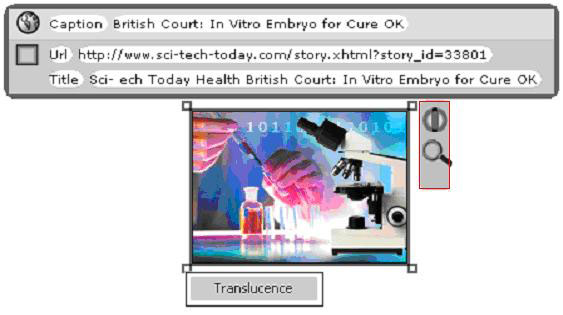 Caption British Court: In Vitro Embryo for Cure OK
Url http://www.sci-tech-today.com/story.xhtml?story_id=33801
Title Sci- ech Today Health British Court: In Vitro Embryo for Cure OK
1011 010
Translucence